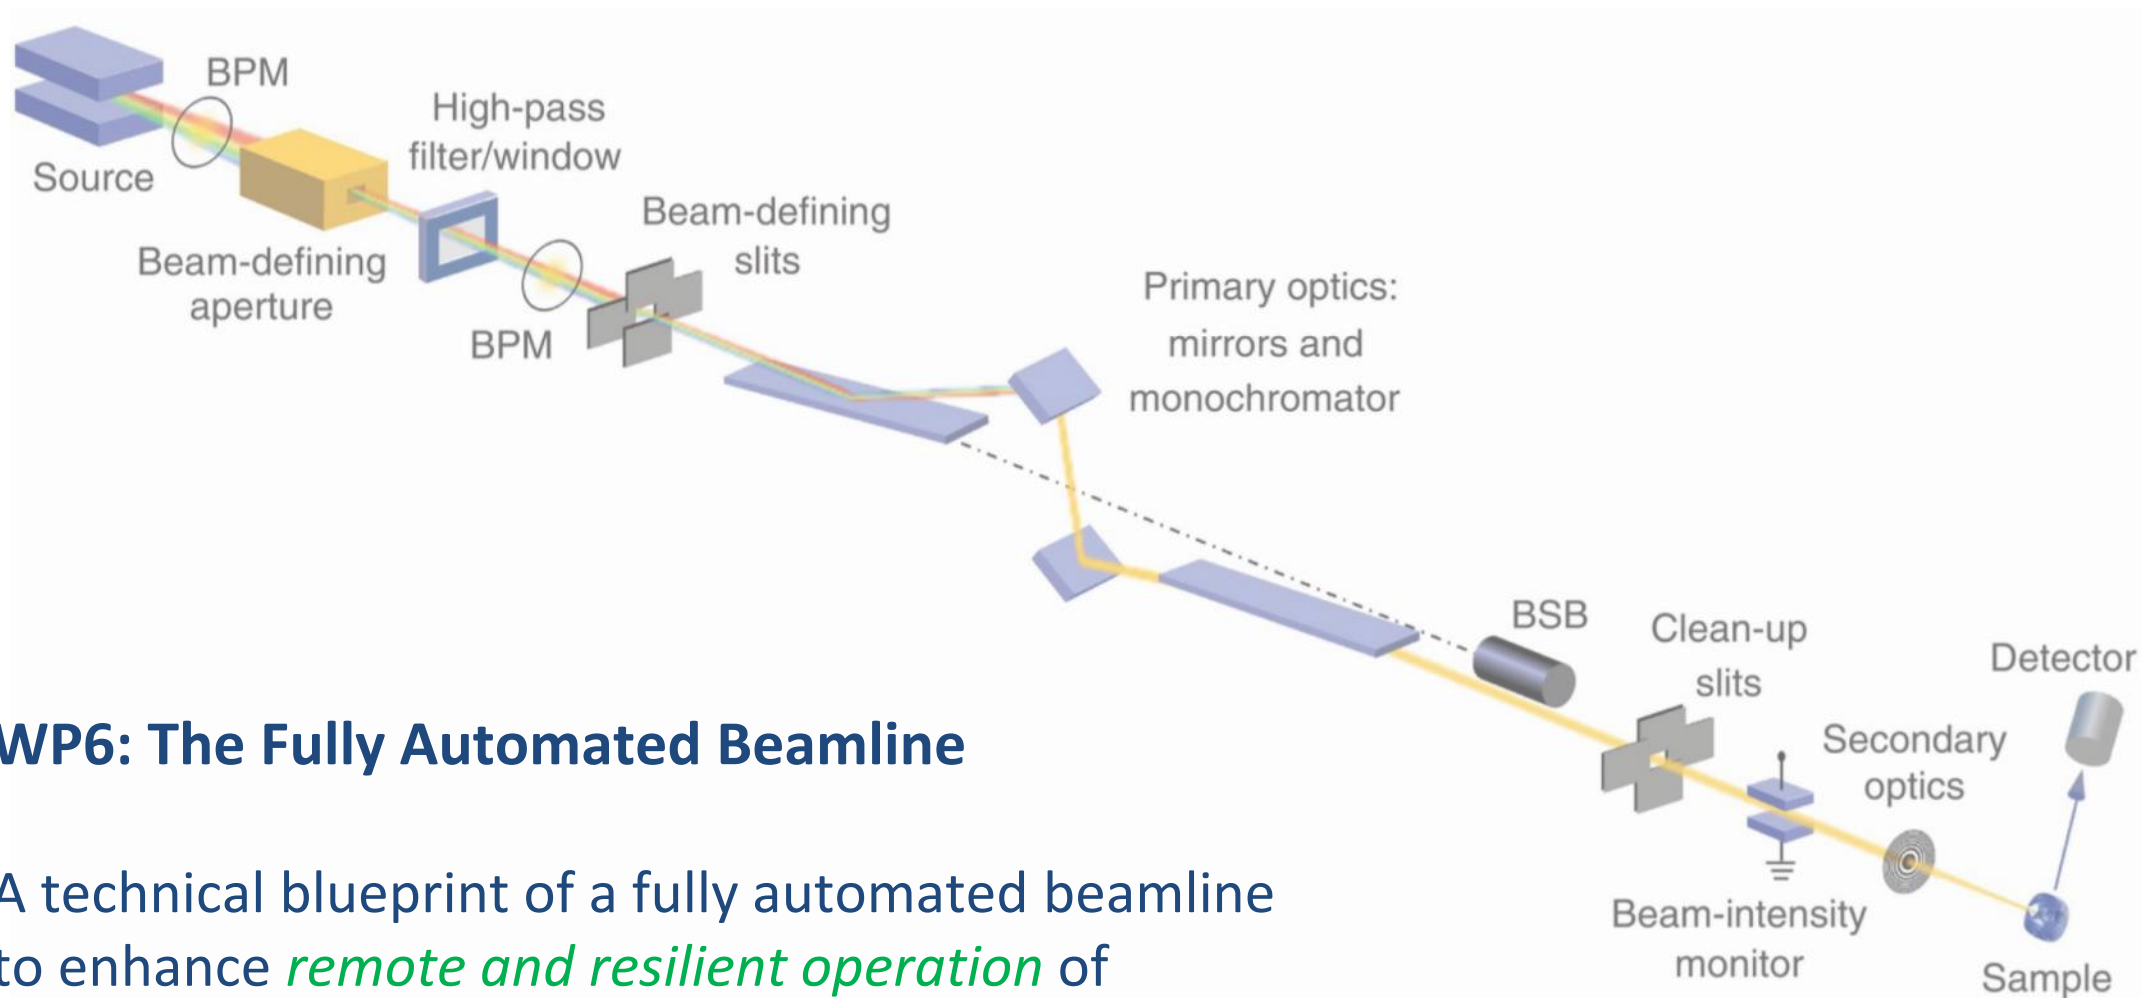 BPM
Source
High-pass
filter/window
Beam-defining
aperture
BPM
Beam-defining
slits
Primary optics:
mirrors and
monochromator
BSB
Clean-up
slits
Detector
Secondary
optics
Beam-intensity
monitor
Sample
WP6: The Fully Automated Beamline
A technical blueprint of a fully automated beamline
to enhance remote and resilient operation of